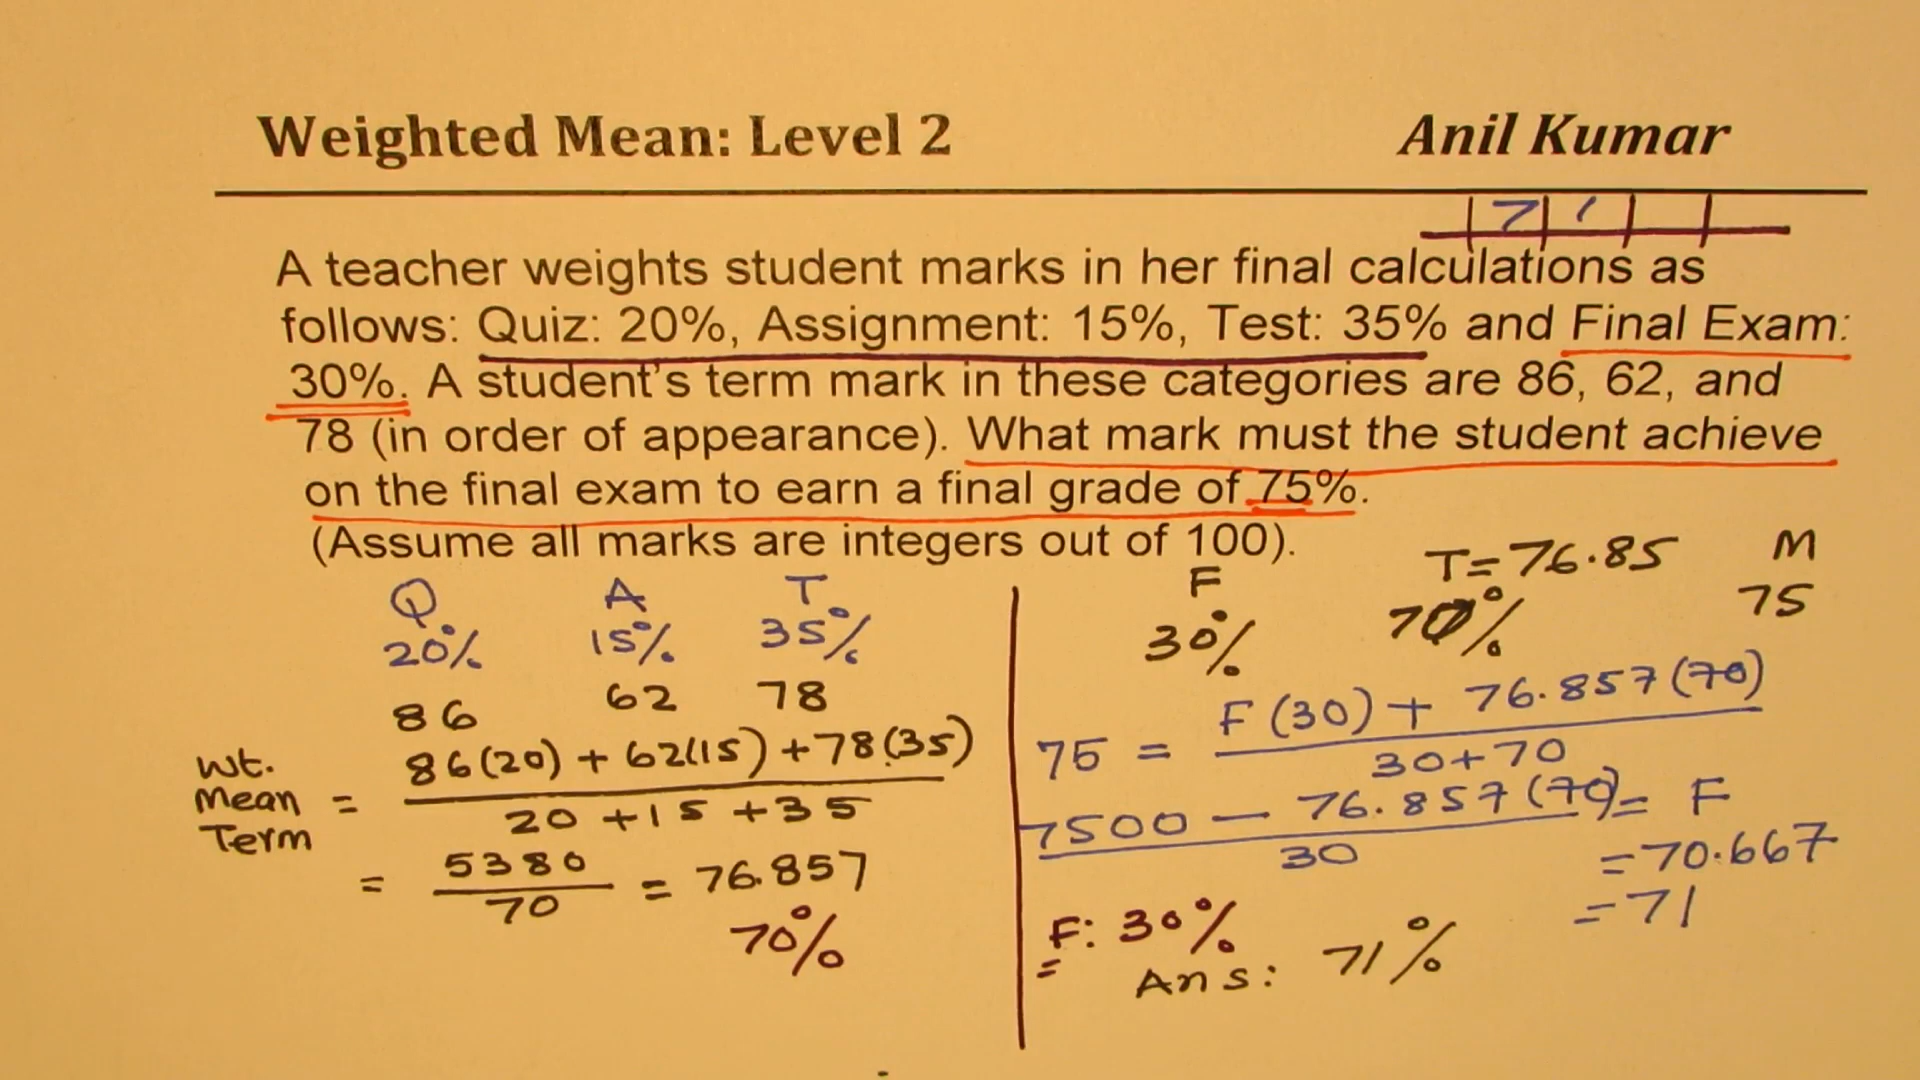 Weighted Mean: Level 2 Anil Kumar
7 1
A teacher weights student marks in her final calculations as
follows: Quiz: 20%, Assignment: 15%, Test: 35% and Final Exam:
30%. A student's term mark in these categories are 86, 62, and
78 (in order of appearance). What mark must the student achieve
on the final exam to earn a final grade of 75%.
(Assume all marks are integers out of 100).
Q A T
20% 15% 35%
86 62 78
Wt. Mean Term = 86(20) + 62(15) + 78(35)
20 + 15 + 35
= 5380 = 76.857
70
70%
F T = 76.85 M
30% 70% 75
75 = F(30) + 76.857(70)
30+70
7500 - 76.857(70) = F
30
= 70.667
= 71
F: 30%
Ans: 71%